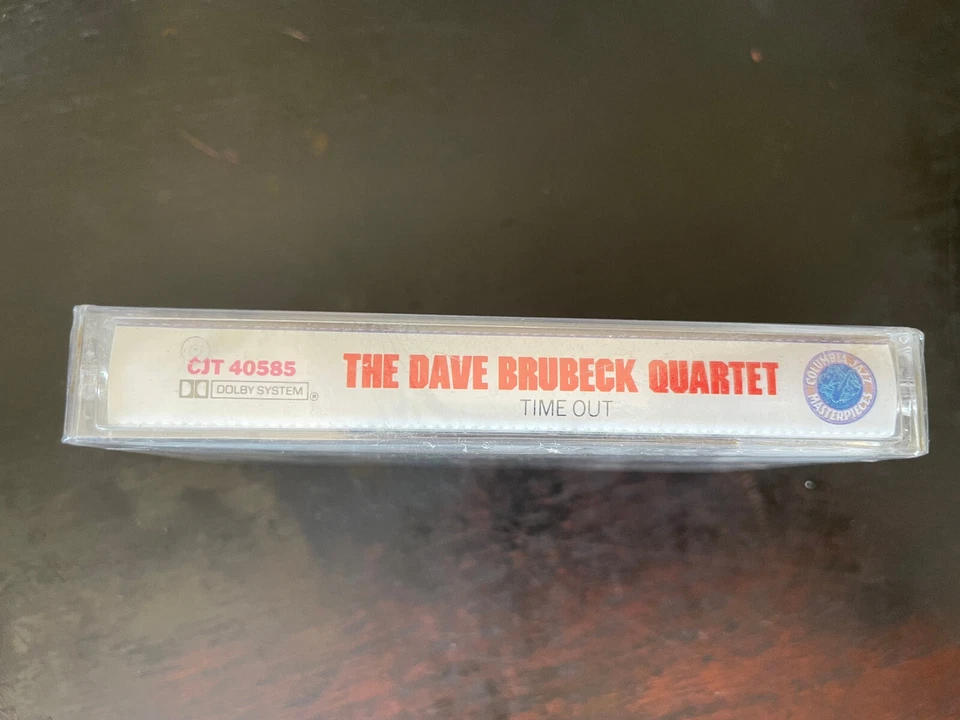 CJT 40585
DOLBY SYSTEM ®
THE DAVE BRUBECK QUARTET
TIME OUT
COLUMBIA JAZZ
MASTERPIECES